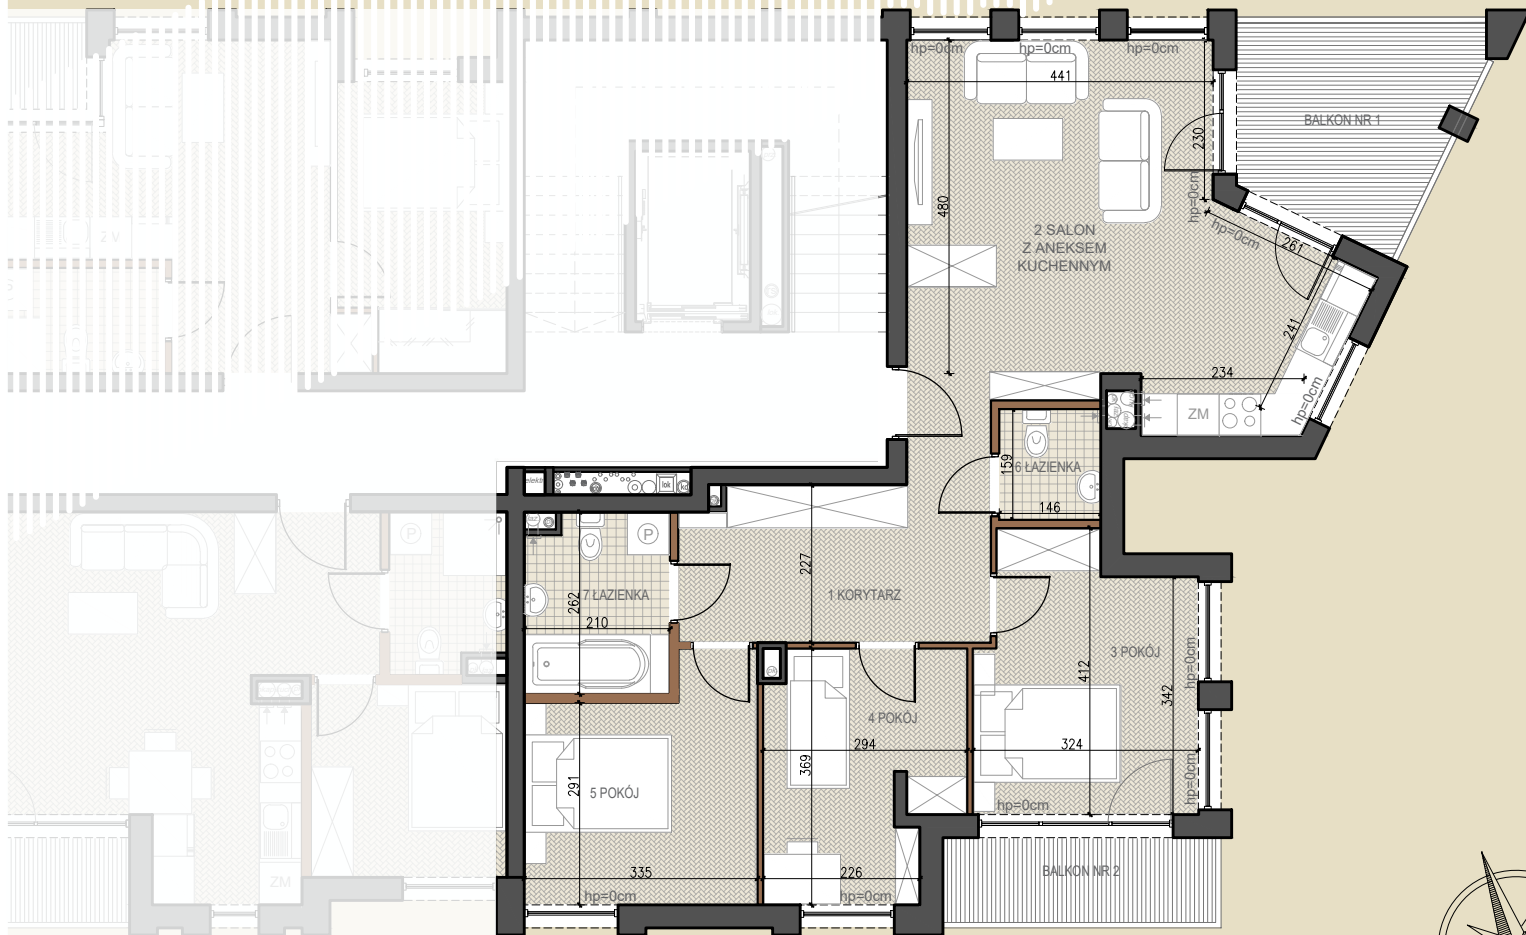 hp=0cm
hp=0cm
hp=0cm
441
230
BALKON NR 1
480
hp=0cm
2 SALON
Z ANEKSEM
KUCHENNYM
hp=0cm
261
241
234
hp=0cm
ZM
159
6 ŁAZIENKA
146
elektr
lok
P
P
227
262
7 ŁAZIENKA
210
1 KORYTARZ
3 POKÓJ
hp=0cm
412
342
4 POKÓJ
294
324
369
291
5 POKÓJ
hp=0cm
hp=0cm
335
226
hp=0cm
hp=0cm
BALKON NR 2
ZM